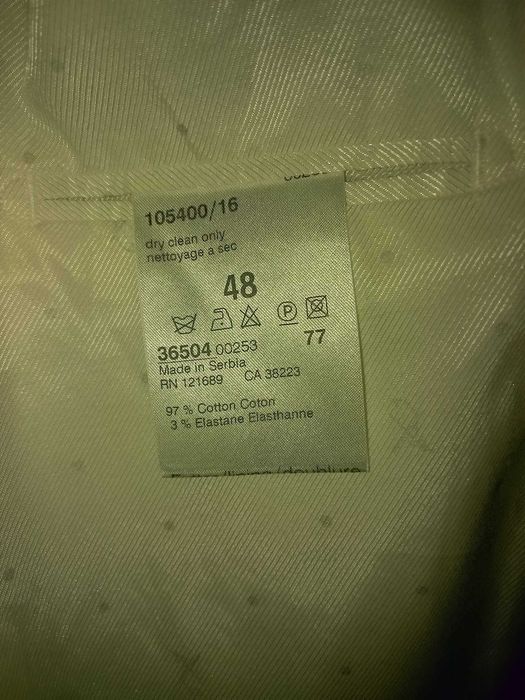 105400/16
dry clean only
nettoyage a sec
48
77
36504 00253
Made in Serbia
RN 121689 CA 38223
97 % Cotton Coton
3 % Elastane Elasthanne